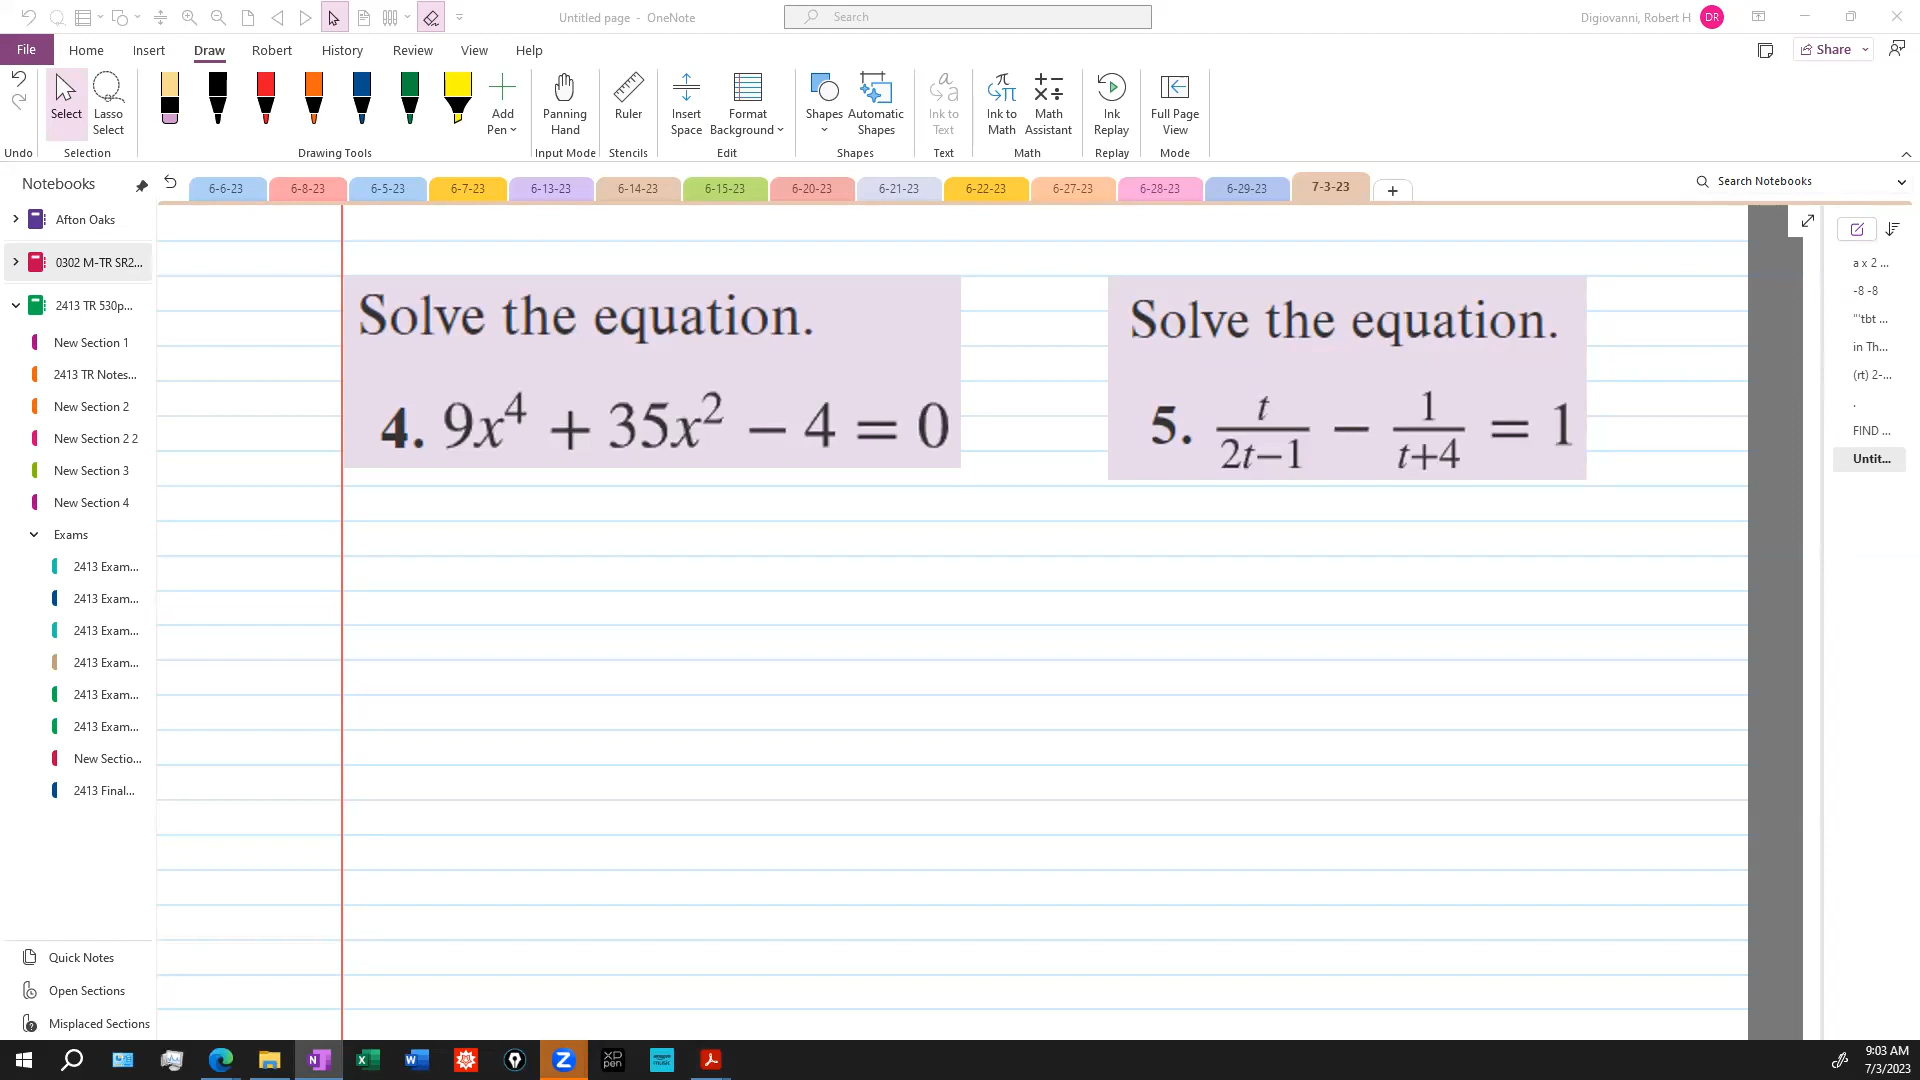 Untitled page - OneNote
Search
Digiovanni, Robert H
DR
File
Home
Insert
Draw
Robert
History
Review
View
Help
Share
Select
Lasso Select
Add Pen
Panning Hand
Ruler
Insert Space
Format Background
Shapes
Automatic Shapes
Ink to Text
Ink to Math
Math Assistant
Ink Replay
Full Page View
Undo
Selection
Drawing Tools
Input Mode
Stencils
Edit
Shapes
Text
Math
Replay
Mode
Notebooks
6-6-23
6-8-23
6-5-23
6-7-23
6-13-23
6-14-23
6-15-23
6-20-23
6-21-23
6-22-23
6-27-23
6-28-23
6-29-23
7-3-23
Search Notebooks
Afton Oaks
0302 M-TR SR2...
2413 TR 530p...
New Section 1
2413 TR Notes...
New Section 2
New Section 2 2
New Section 3
New Section 4
Exams
2413 Exam...
2413 Exam...
2413 Exam...
2413 Exam...
2413 Exam...
2413 Exam...
New Sectio...
2413 Final...
Quick Notes
Open Sections
Misplaced Sections
Solve the equation.
4. 9x⁴ + 35x² − 4 = 0
Solve the equation.
5. t/(2t−1) − 1/(t+4) = 1
a x 2 ...
-8 -8
"'tbt ...
in Th...
(rt) 2-...
.
FIND ...
Untit...
XP pen
amazon music
9:03 AM
7/3/2023